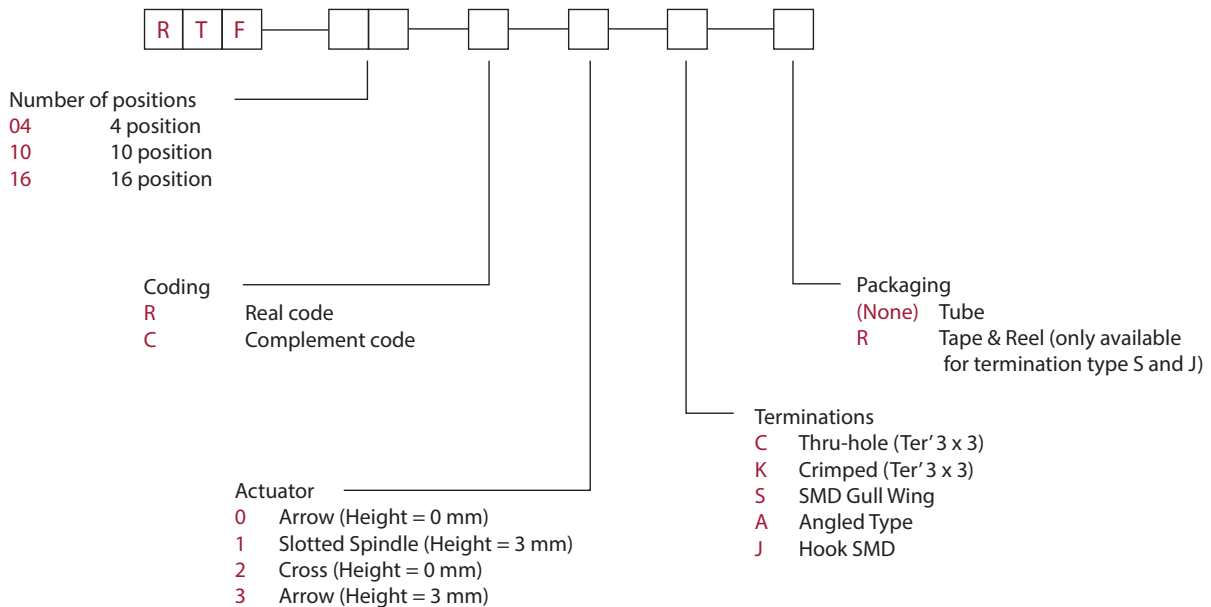 R T F
Number of positions
04 4 position
10 10 position
16 16 position
Coding
R Real code
C Complement code
Packaging
(None) Tube
R Tape & Reel (only available
for termination type S and J)
Terminations
C Thru-hole (Ter’ 3 x 3)
K Crimped (Ter’ 3 x 3)
S SMD Gull Wing
A Angled Type
J Hook SMD
Actuator
0 Arrow (Height = 0 mm)
1 Slotted Spindle (Height = 3 mm)
2 Cross (Height = 0 mm)
3 Arrow (Height = 3 mm)